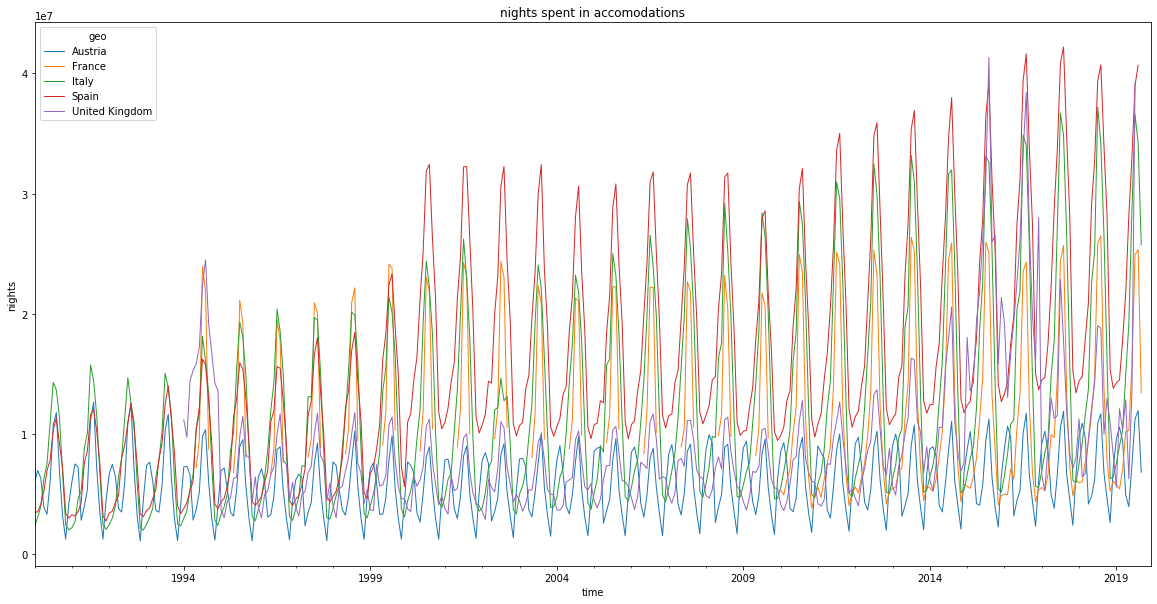 nights spent in accomodations
1e7
geo
Austria
France
Italy
Spain
United Kingdom
4
3
2
1
0
nights
1994
1999
2004
2009
2014
2019
time